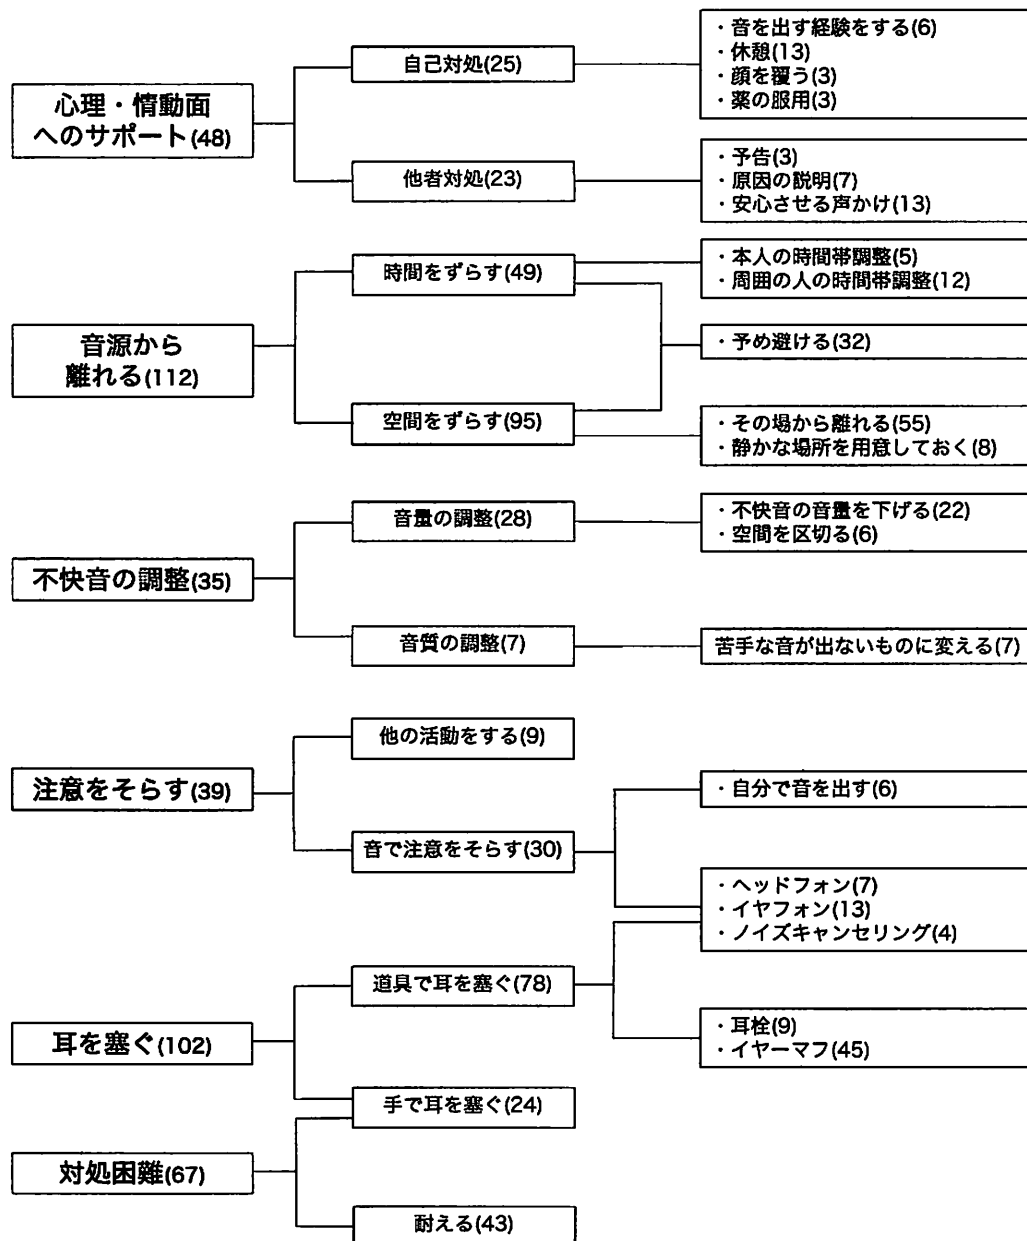 心理・情動面
へのサポート(48)
自己対処(25)
・音を出す経験をする(6)
・休憩(13)
・顔を覆う(3)
・薬の服用(3)
他者対処(23)
・予告(3)
・原因の説明(7)
・安心させる声かけ(13)
音源から
離れる(112)
時間をずらす(49)
・本人の時間帯調整(5)
・周囲の人の時間帯調整(12)
・予め避ける(32)
空間をずらす(95)
・その場から離れる(55)
・静かな場所を用意しておく(8)
不快音の調整(35)
音量の調整(28)
・不快音の音量を下げる(22)
・空間を区切る(6)
音質の調整(7)
苦手な音が出ないものに変える(7)
注意をそらす(39)
他の活動をする(9)
音で注意をそらす(30)
・自分で音を出す(6)
・ヘッドフォン(7)
・イヤフォン(13)
・ノイズキャンセリング(4)
耳を塞ぐ(102)
道具で耳を塞ぐ(78)
・耳栓(9)
・イヤーマフ(45)
手で耳を塞ぐ(24)
対処困難(67)
耐える(43)